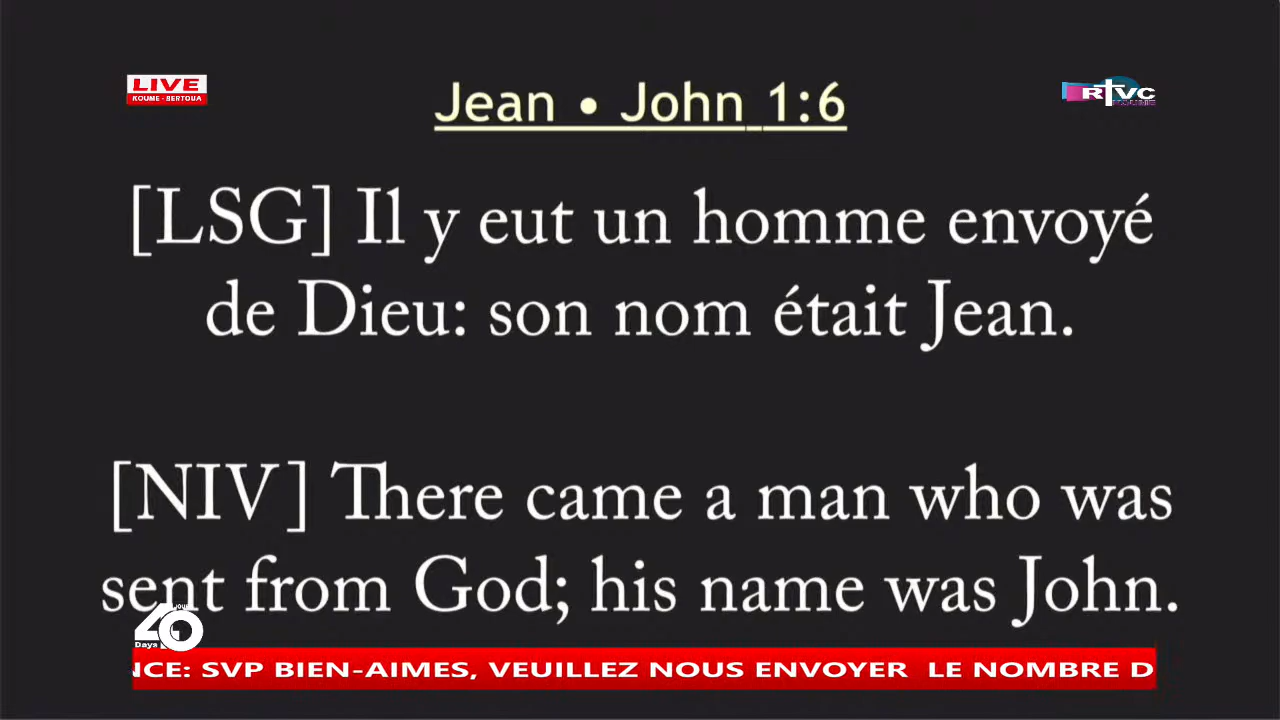 LIVE
KOUME - BERTOUA
Jean • John 1:6
RTVC
[LSG] Il y eut un homme envoyé
de Dieu: son nom était Jean.
[NIV] There came a man who was
sent from God; his name was John.
40
Days
NCE: SVP BIEN-AIMES, VEUILLEZ NOUS ENVOYER LE NOMBRE D